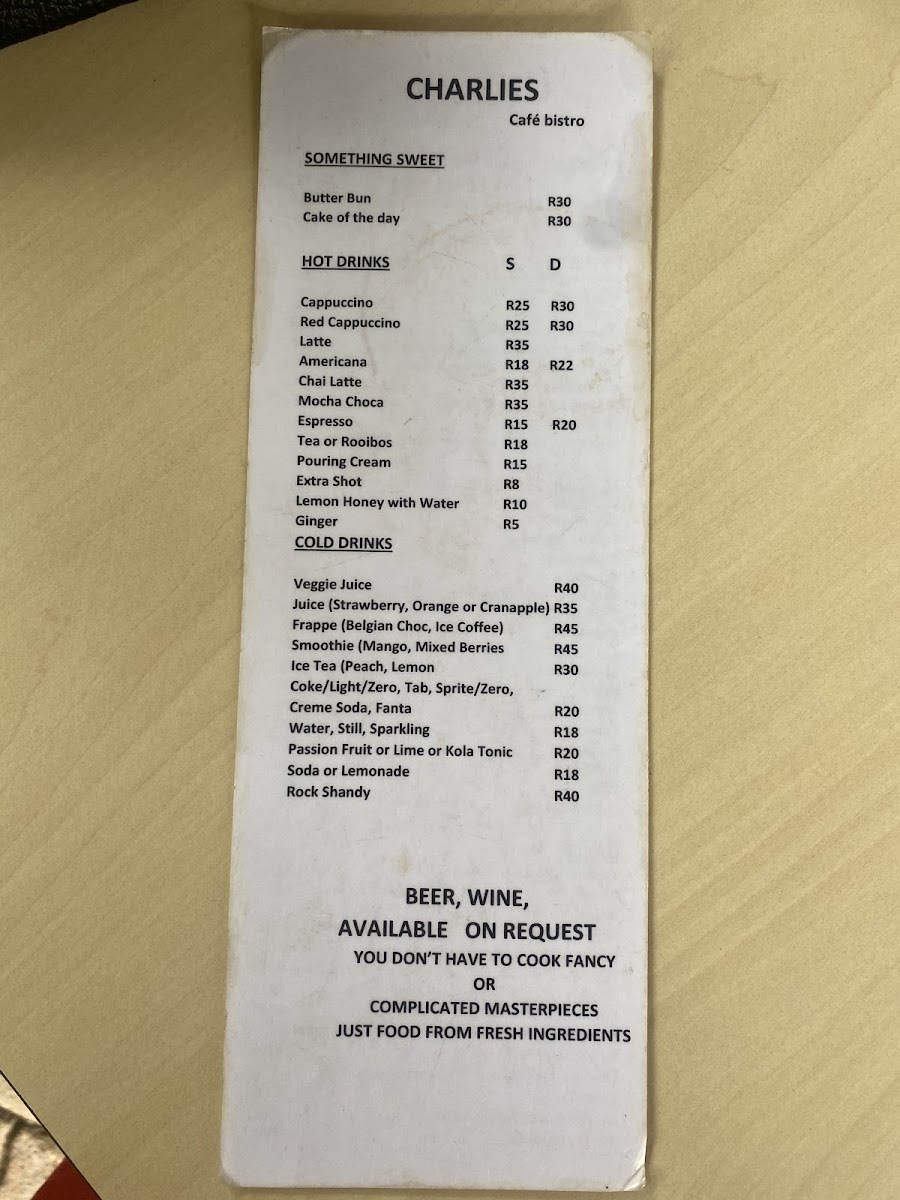 CHARLIES
Café bistro
SOMETHING SWEET
Butter Bun R30
Cake of the day R30
HOT DRINKS S D
Cappuccino R25 R30
Red Cappuccino R25 R30
Latte R35
Americana R18 R22
Chai Latte R35
Mocha Choca R35
Espresso R15 R20
Tea or Rooibos R18
Pouring Cream R15
Extra Shot R8
Lemon Honey with Water R10
Ginger R5
COLD DRINKS
Veggie Juice R40
Juice (Strawberry, Orange or Cranapple) R35
Frappe (Belgian Choc, Ice Coffee) R45
Smoothie (Mango, Mixed Berries R45
Ice Tea (Peach, Lemon R30
Coke/Light/Zero, Tab, Sprite/Zero,
Creme Soda, Fanta R20
Water, Still, Sparkling R18
Passion Fruit or Lime or Kola Tonic R20
Soda or Lemonade R18
Rock Shandy R40
BEER, WINE,
AVAILABLE ON REQUEST
YOU DON'T HAVE TO COOK FANCY
OR
COMPLICATED MASTERPIECES
JUST FOOD FROM FRESH INGREDIENTS